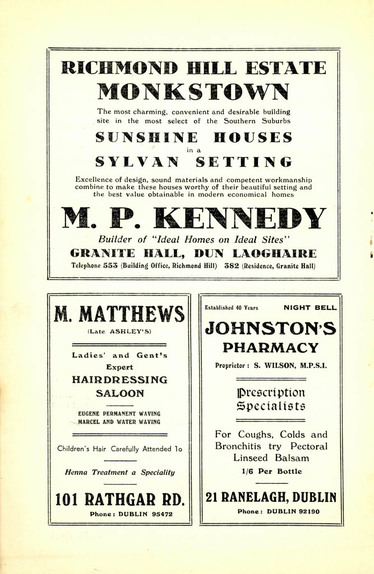 RICHMOND HILL ESTATE
MONKSTOWN
The most charming, convenient and desirable building
site in the most select of the Southern Suburbs
SUNSHINE HOUSES
in a
SYLVAN SETTING
Excellence of design, sound materials and competent workmanship
combine to make these houses worthy of their beautiful setting and
the best value obtainable in modern economical homes
M. P. KENNEDY
Builder of "Ideal Homes on Ideal Sites"
GRANITE HALL, DUN LAOGHAIRE
Telephone 553 (Building Office, Richmond Hill) 382 (Residence, Granite Hall)
M. MATTHEWS
(Late ASHLEY'S)
Ladies' and Gent's
Expert
HAIRDRESSING
SALOON
EUGENE PERMANENT WAVING
MARCEL AND WATER WAVING
Children's Hair Carefully Attended To
Henna Treatment a Speciality
101 RATHGAR RD.
Phone : DUBLIN 95472
Established 40 Years NIGHT BELL
JOHNSTON'S
PHARMACY
Proprietor : S. WILSON, M.P.S.I.
Prescription
Specialists
For Coughs, Colds and
Bronchitis try Pectoral
Linseed Balsam
1/6 Per Bottle
21 RANELAGH, DUBLIN
Phone : DUBLIN 92190